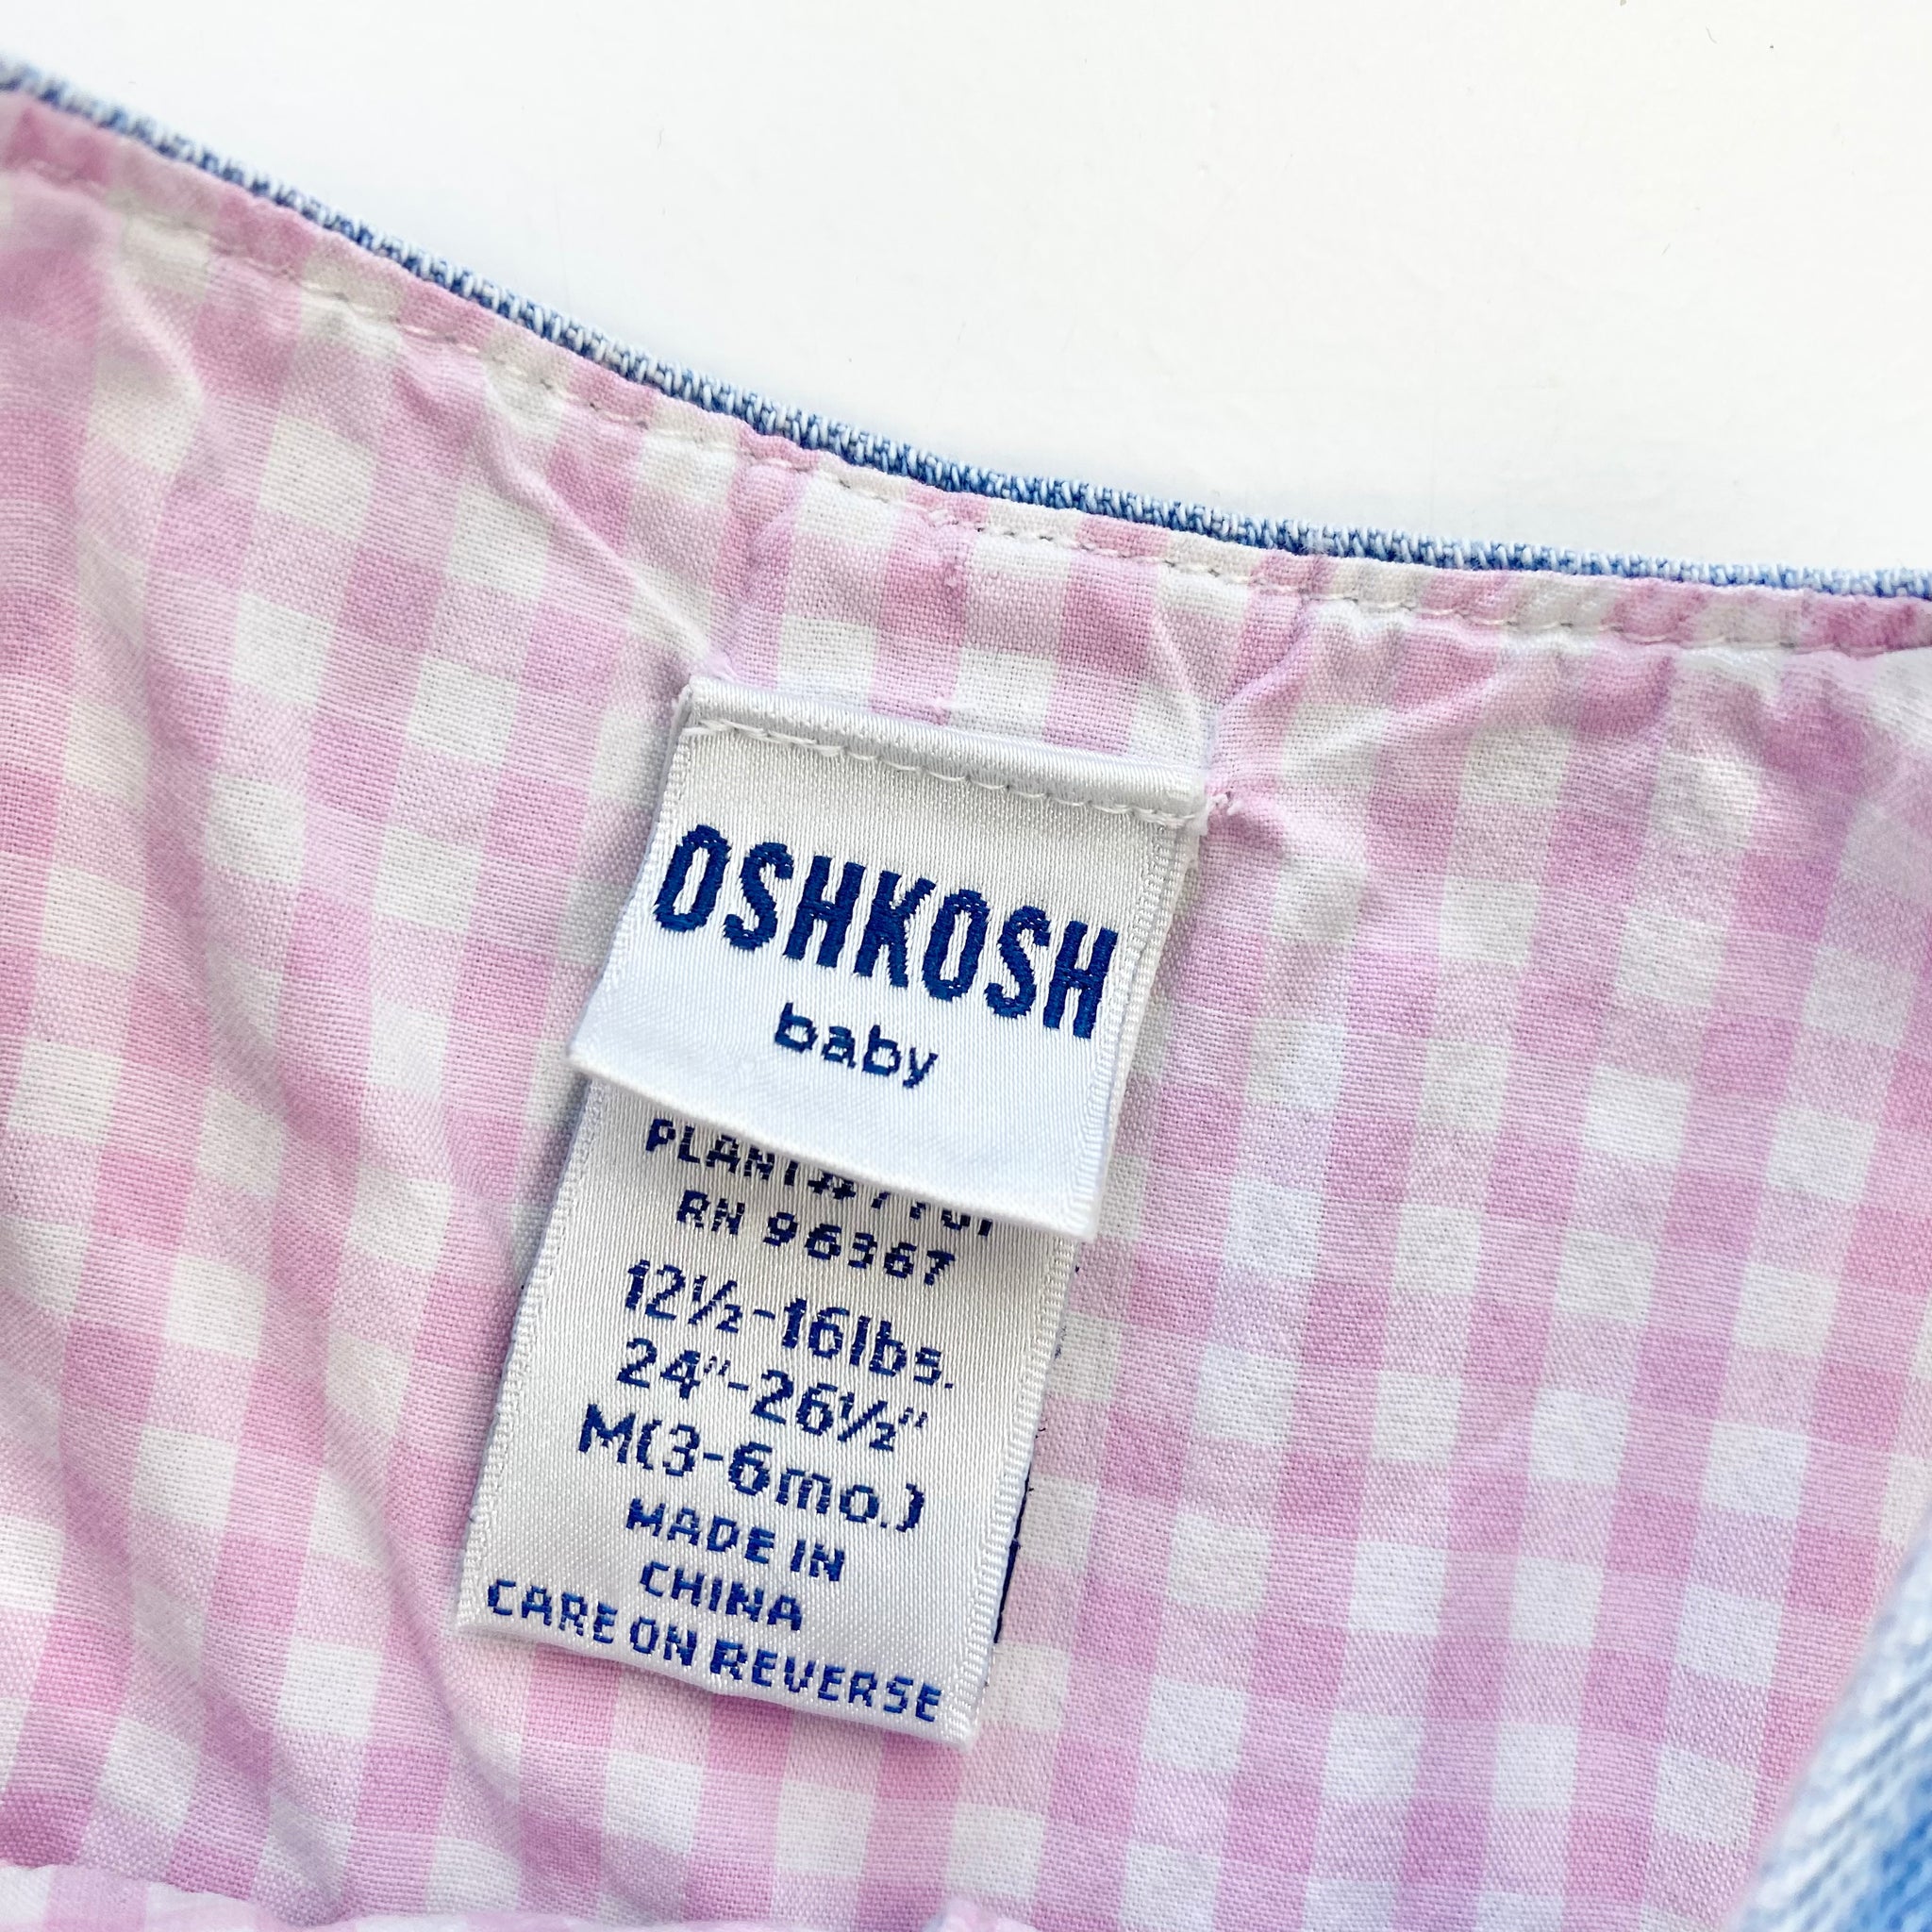 OSHKOSH
baby
RN 96367
12½-16lbs.
24"-26½"
M(3-6mo.)
MADE IN
CHINA
CARE ON REVERSE